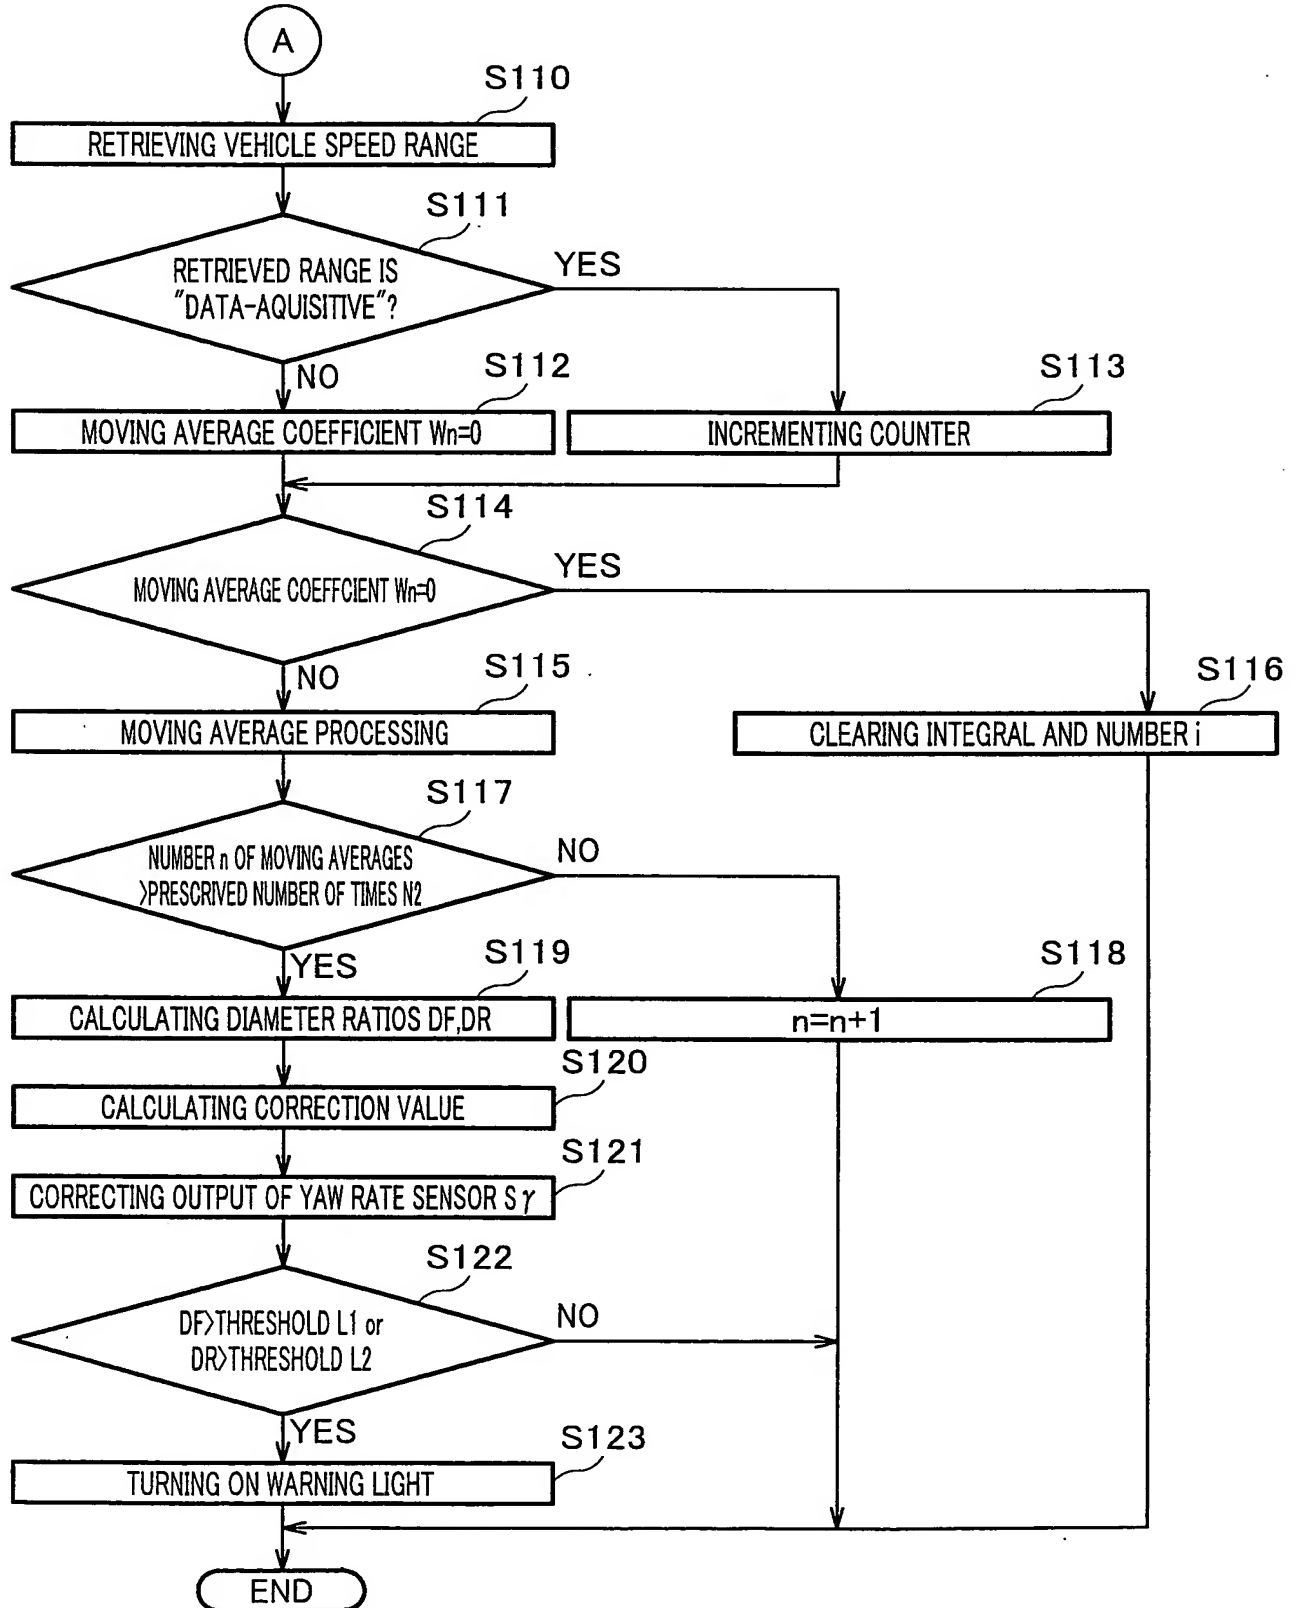 A
S110
RETRIEVING VEHICLE SPEED RANGE
S111
RETRIEVED RANGE IS
"DATA-AQUISITIVE"?
YES
NO
S112
MOVING AVERAGE COEFFICIENT Wn=0
S113
INCREMENTING COUNTER
S114
MOVING AVERAGE COEFFCIENT Wn=0
YES
NO
S115
MOVING AVERAGE PROCESSING
S116
CLEARING INTEGRAL AND NUMBER i
S117
NUMBER n OF MOVING AVERAGES
>PRESCRIVED NUMBER OF TIMES N2
NO
YES
S119
CALCULATING DIAMETER RATIOS DF,DR
S118
n=n+1
S120
CALCULATING CORRECTION VALUE
S121
CORRECTING OUTPUT OF YAW RATE SENSOR S γ
S122
DF>THRESHOLD L1 or
DR>THRESHOLD L2
NO
YES
S123
TURNING ON WARNING LIGHT
END